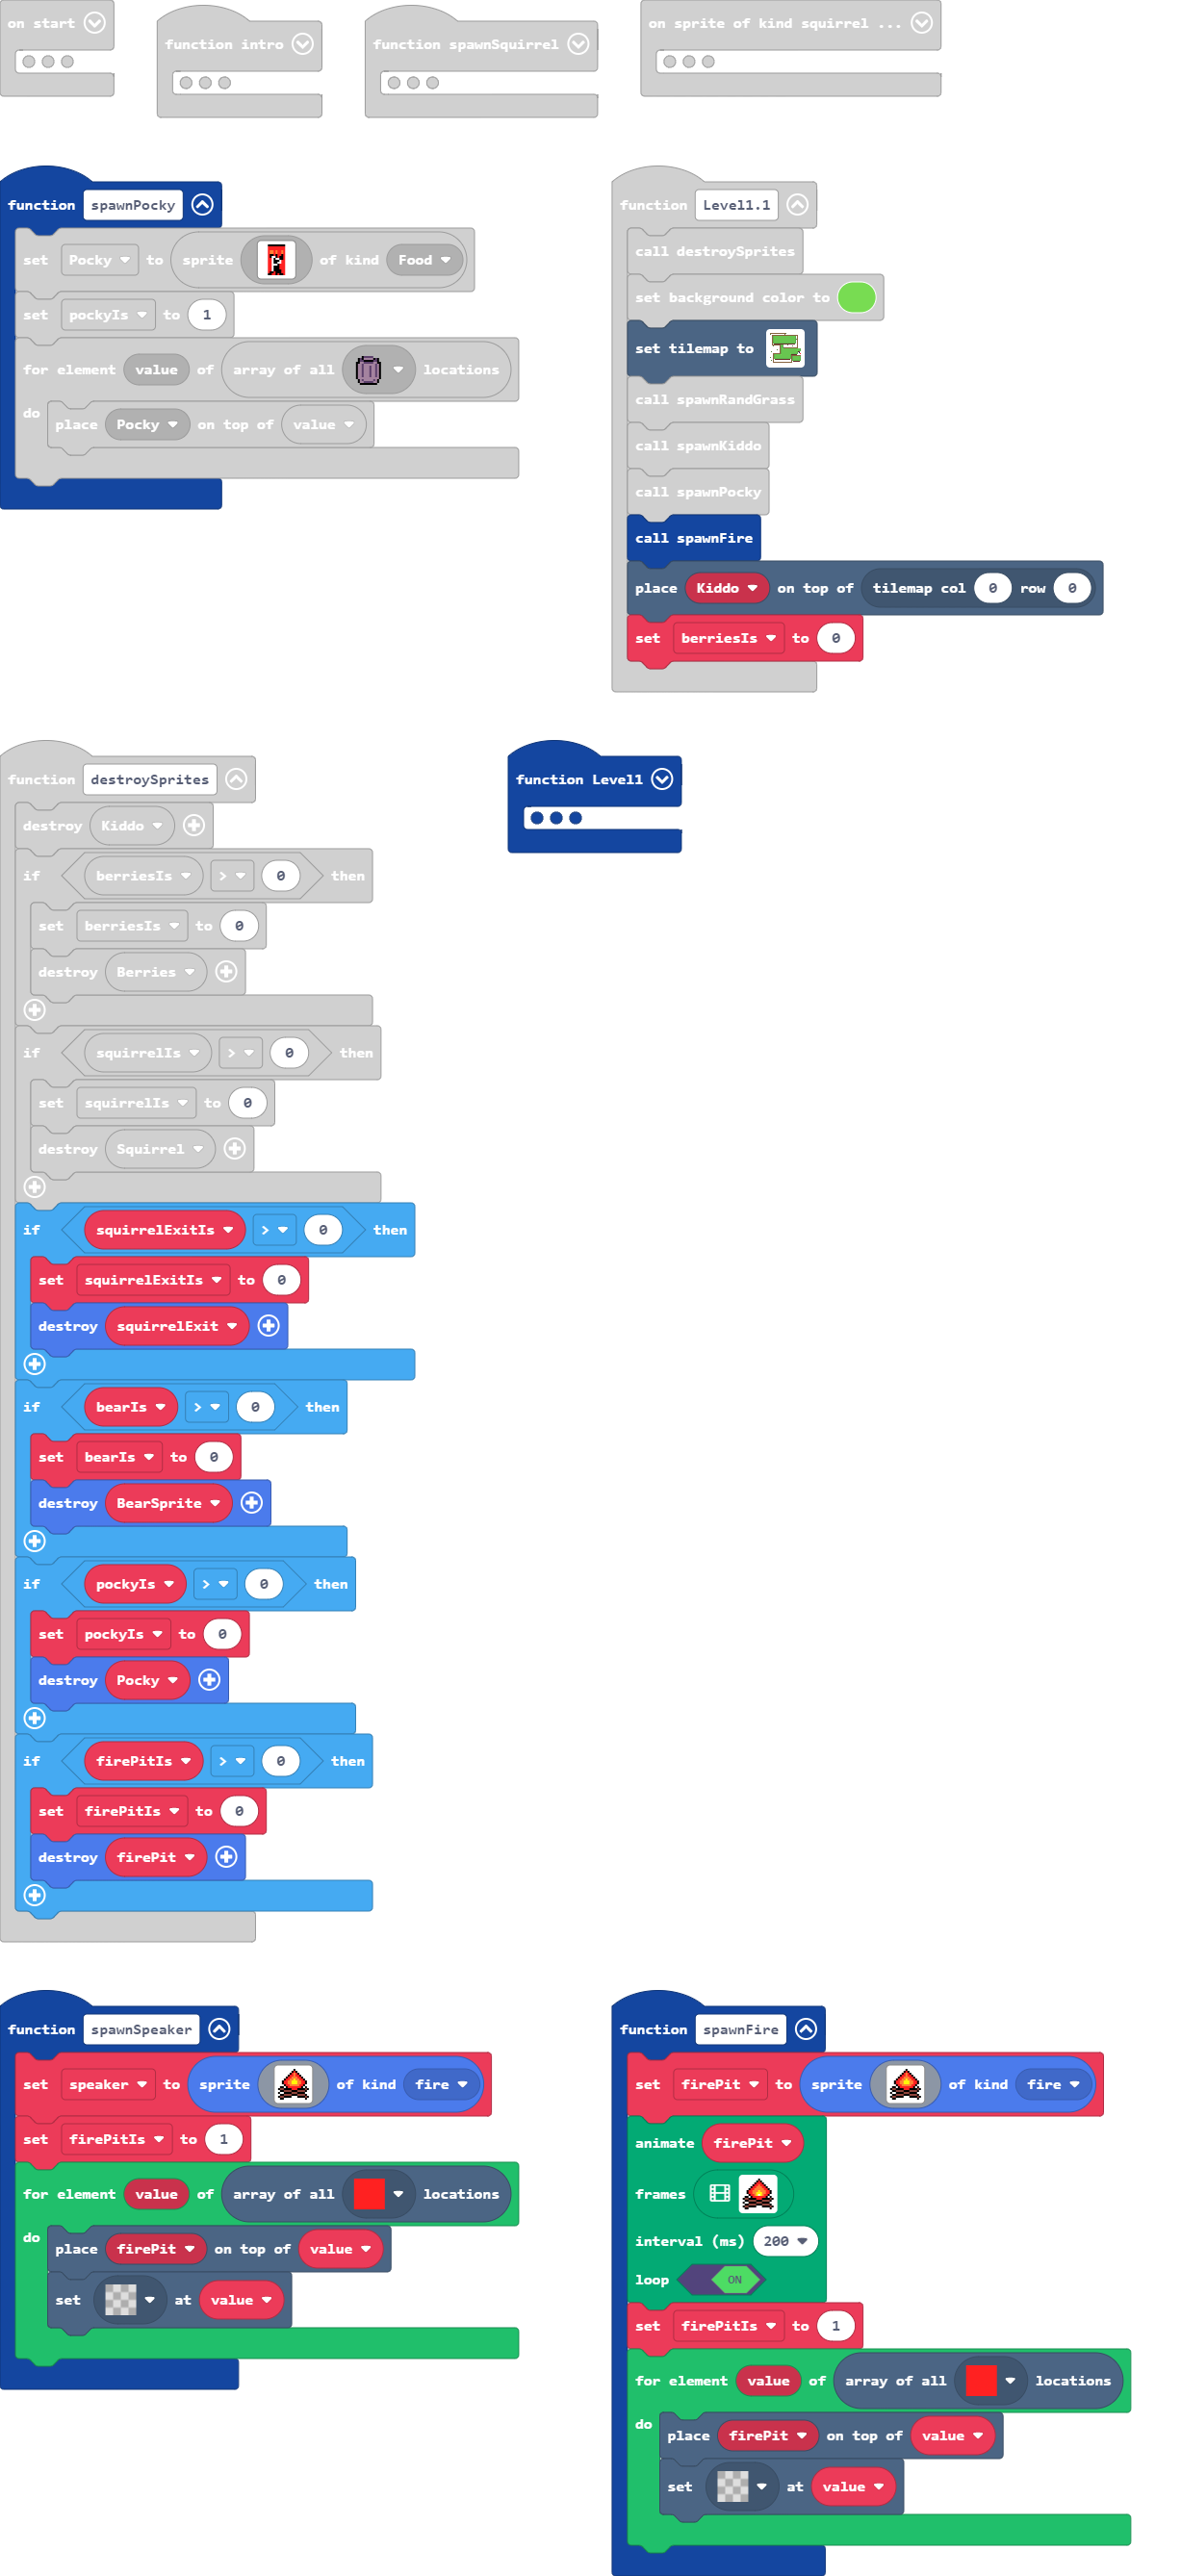 on start
function intro
function spawnSquirrel
on sprite of kind squirrel ...
function spawnPocky
set Pocky to sprite of kind Food
set pockyIs to 1
for element value of array of all locations
do place Pocky on top of value
function Level1.1
call destroySprites
set background color to
set tilemap to
call spawnRandGrass
call spawnKiddo
call spawnPocky
call spawnFire
place Kiddo on top of tilemap col 0 row 0
set berriesIs to 0
function destroySprites
destroy Kiddo
if berriesIs > 0 then
set berriesIs to 0
destroy Berries
if squirrelIs > 0 then
set squirrelIs to 0
destroy Squirrel
if squirrelExitIs > 0 then
set squirrelExitIs to 0
destroy squirrelExit
if bearIs > 0 then
set bearIs to 0
destroy BearSprite
if pockyIs > 0 then
set pockyIs to 0
destroy Pocky
if firePitIs > 0 then
set firePitIs to 0
destroy firePit
function Level1
function spawnSpeaker
set speaker to sprite of kind fire
set firePitIs to 1
for element value of array of all locations
do place firePit on top of value
set at value
function spawnFire
set firePit to sprite of kind fire
animate firePit
frames
interval (ms) 200
loop ON
set firePitIs to 1
for element value of array of all locations
do place firePit on top of value
set at value